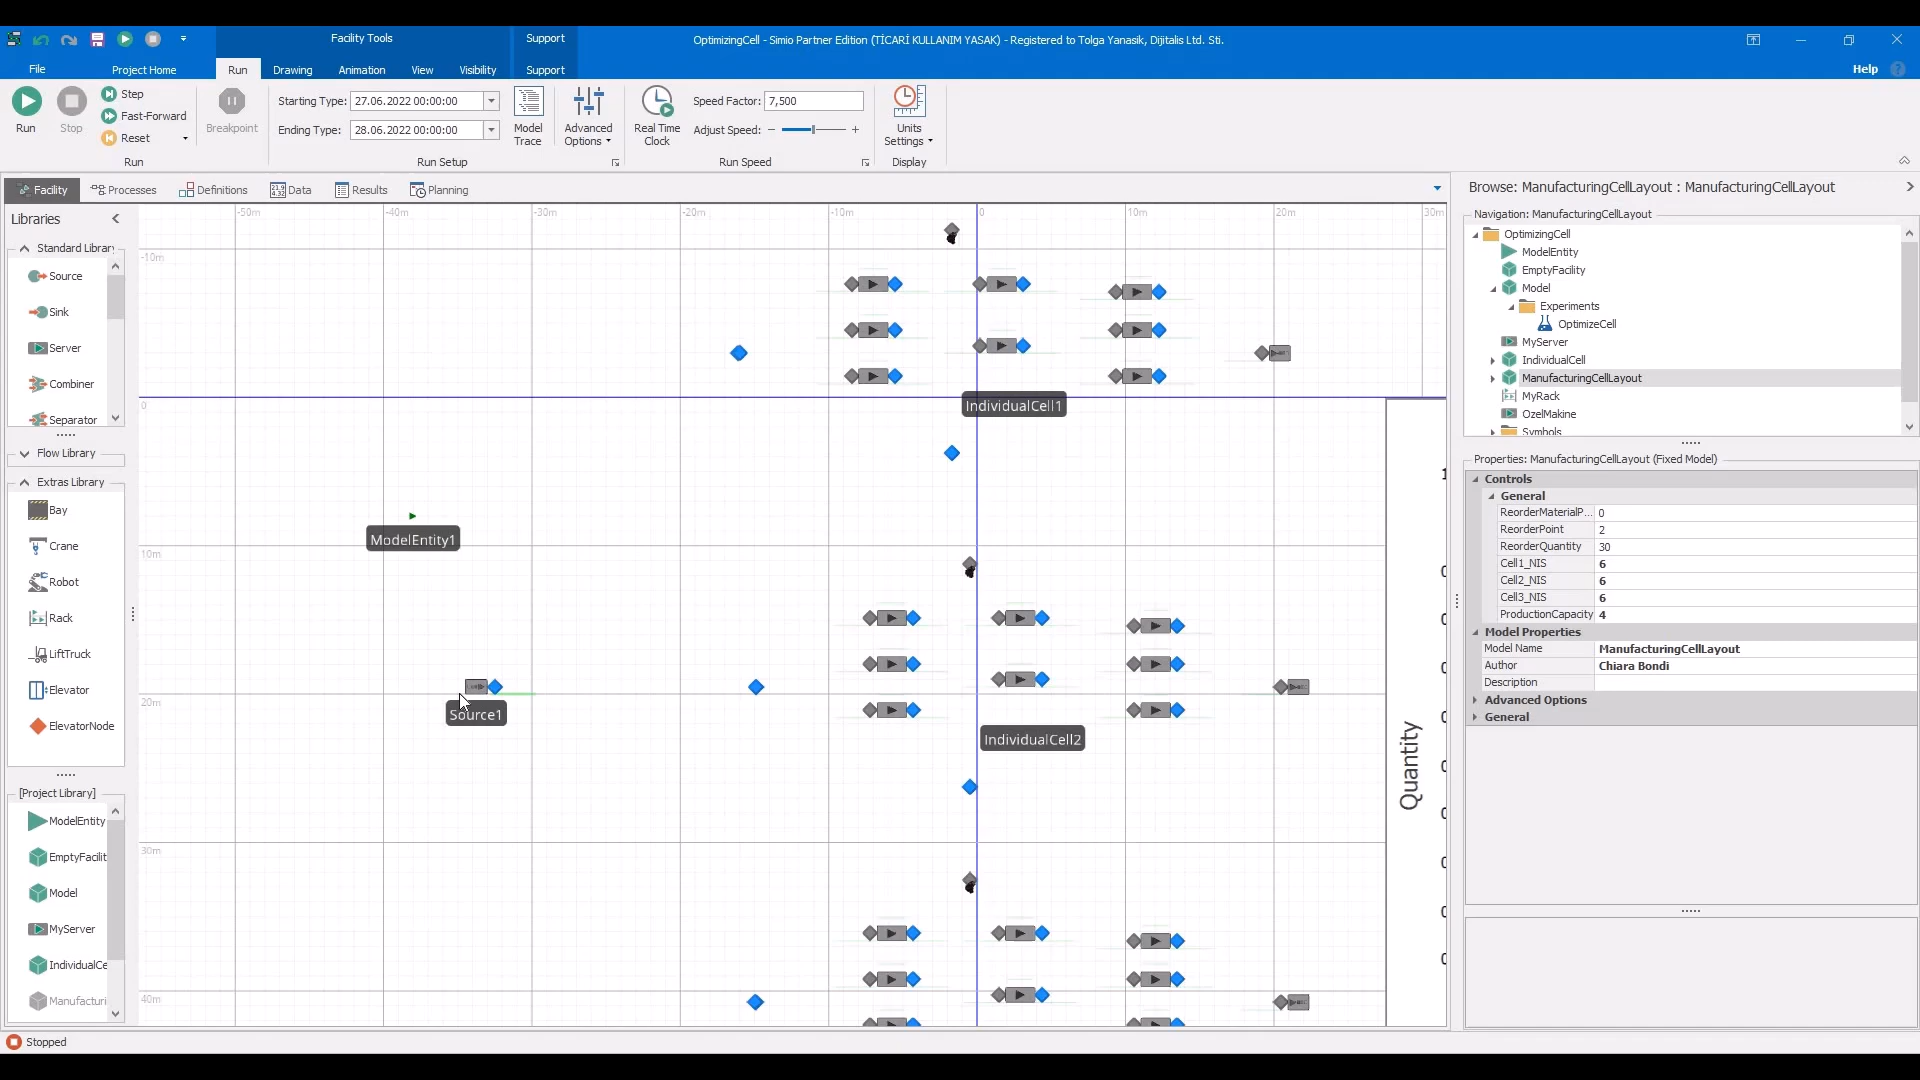 Facility Tools
Support
OptimizingCell - Simio Partner Edition (TİCARİ KULLANIM YASAK) - Registered to Tolga Yanasik, Dijitalis Ltd. Sti.
File
Project Home
Run
Drawing
Animation
View
Visibility
Support
Help
Run
Stop
Step
Fast-Forward
Reset
Run
Breakpoint
Starting Type: 27.06.2022 00:00:00
Ending Type: 28.06.2022 00:00:00
Model Trace
Advanced Options
Run Setup
Real Time Clock
Speed Factor: 7,500
Adjust Speed: − +
Run Speed
Units Settings
Display
Facility
Processes
Definitions
Data
Results
Planning
Libraries
Standard Library
Source
Sink
Server
Combiner
Separator
Flow Library
Extras Library
Bay
Crane
Robot
Rack
LiftTruck
Elevator
ElevatorNode
[Project Library]
ModelEntity
EmptyFacilit
Model
MyServer
IndividualCe
Manufacturi
-50m
-40m
-30m
-20m
-10m
0
10m
20m
30m
-10m
0
10m
20m
30m
40m
IndividualCell1
ModelEntity1
Source1
IndividualCell2
Quantity
Browse: ManufacturingCellLayout : ManufacturingCellLayout
Navigation: ManufacturingCellLayout
OptimizingCell
ModelEntity
EmptyFacility
Model
Experiments
OptimizeCell
MyServer
IndividualCell
ManufacturingCellLayout
MyRack
OzelMakine
Symbols
Properties: ManufacturingCellLayout (Fixed Model)
Controls
General
ReorderMaterialP... 0
ReorderPoint 2
ReorderQuantity 30
Cell1_NIS 6
Cell2_NIS 6
Cell3_NIS 6
ProductionCapacity 4
Model Properties
Model Name ManufacturingCellLayout
Author Chiara Bondi
Description
Advanced Options
General
Stopped